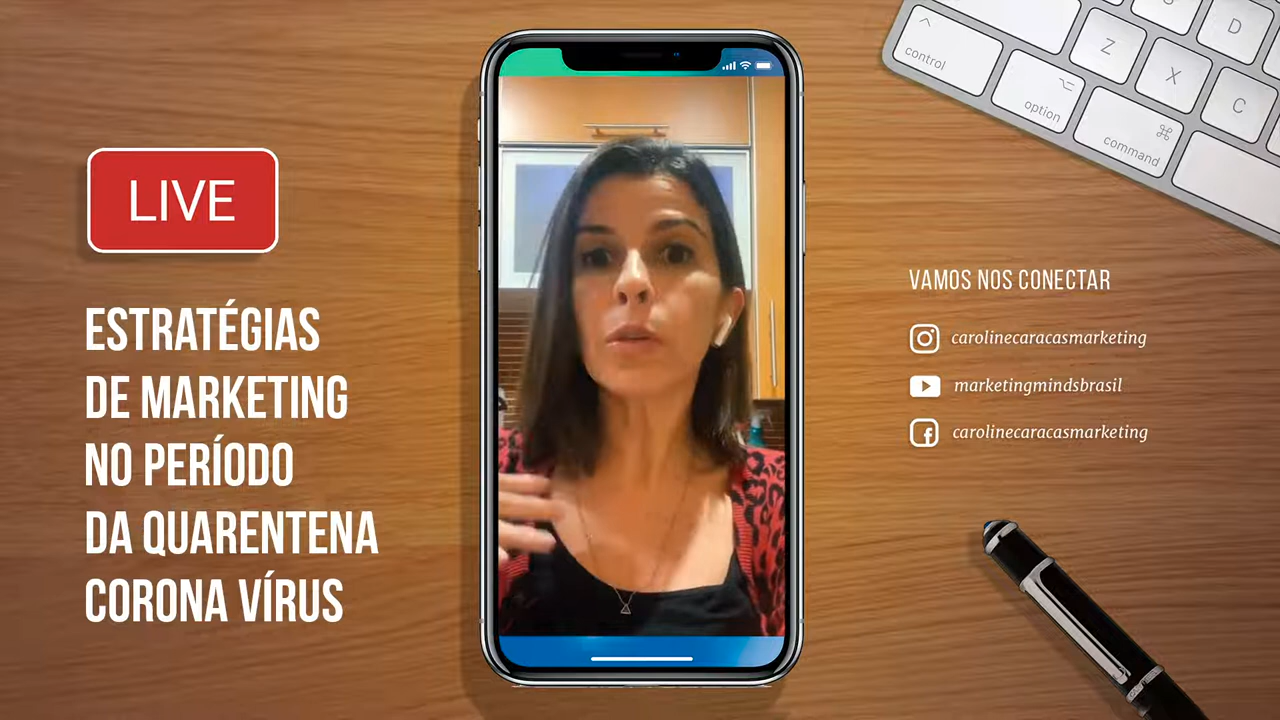 LIVE
ESTRATÉGIAS
DE MARKETING
NO PERÍODO
DA QUARENTENA
CORONA VÍRUS
VAMOS NOS CONECTAR
carolinecaracasmarketing
marketingmindsbrasil
carolinecaracasmarketing
control
option
command
Z
X
C
S
D